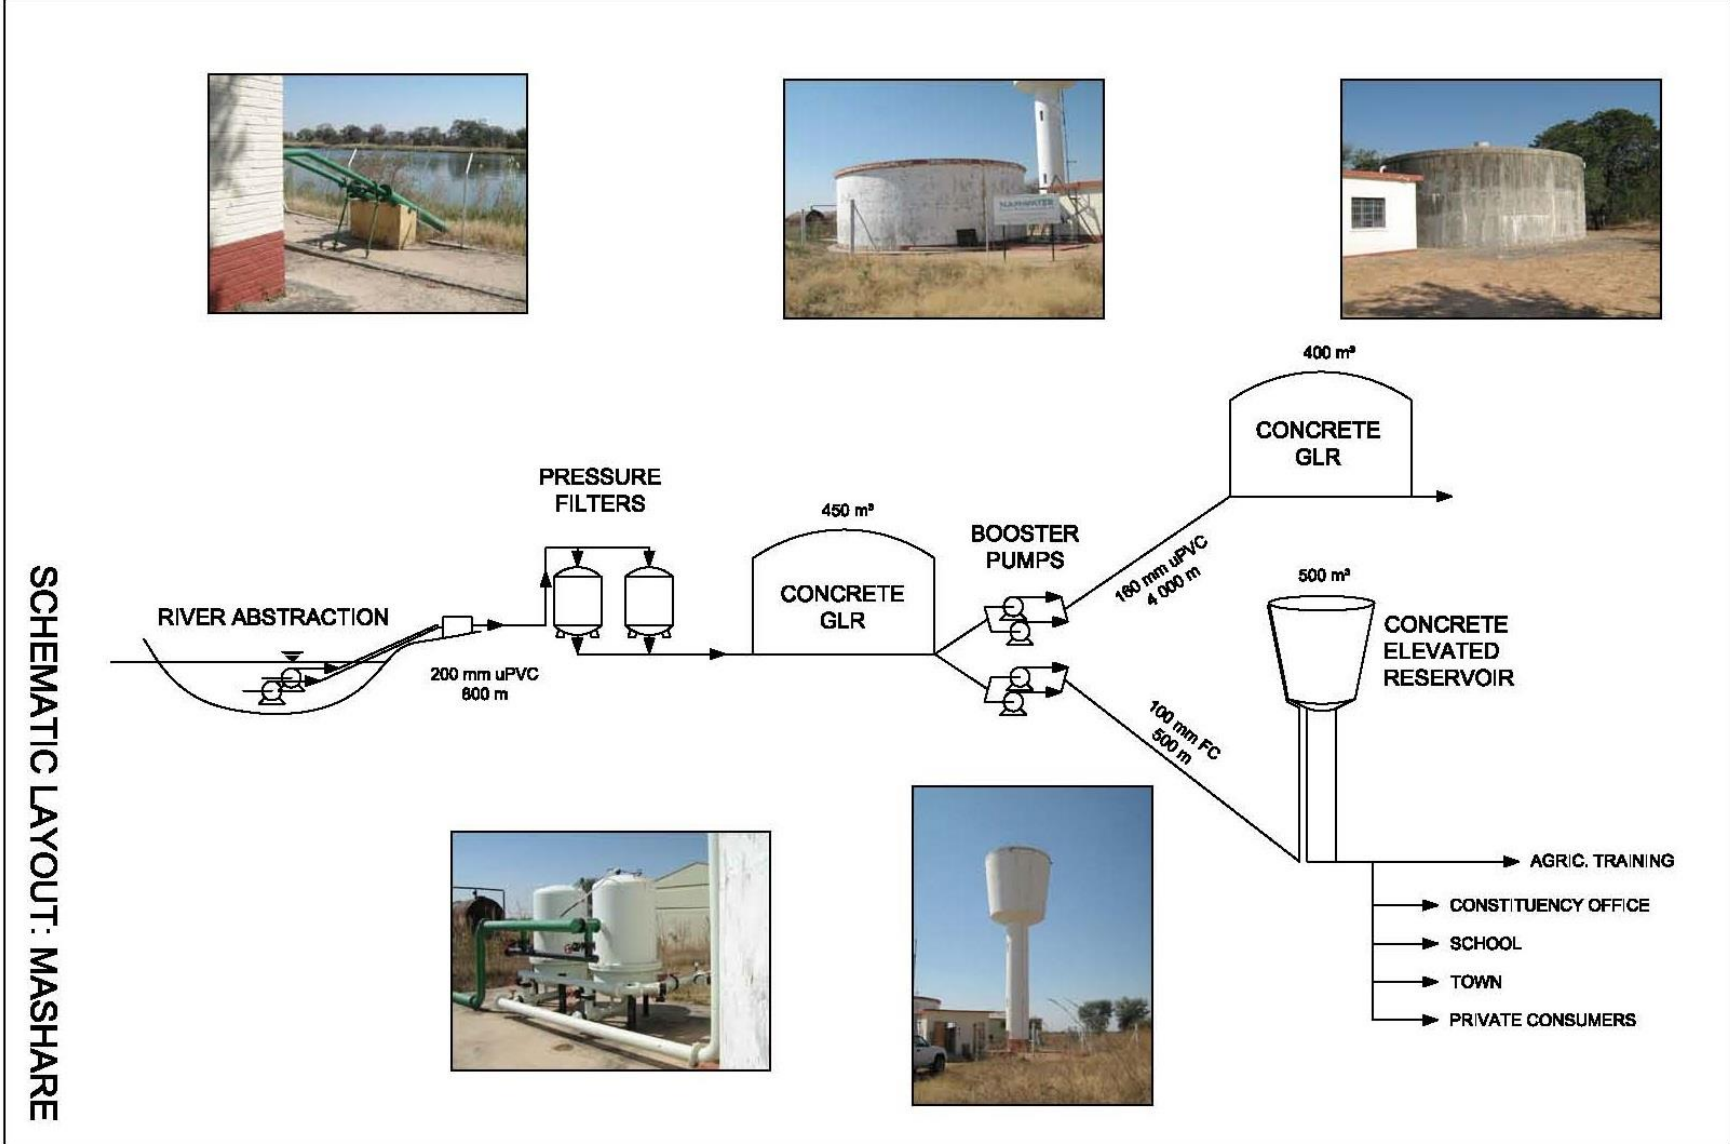 SCHEMATIC LAYOUT: MASHARE
NAMWATER
400 m³
CONCRETE
GLR
PRESSURE
FILTERS
450 m³
CONCRETE
GLR
BOOSTER
PUMPS
160 mm uPVC
4 000 m
500 m³
CONCRETE
ELEVATED
RESERVOIR
RIVER ABSTRACTION
200 mm uPVC
600 m
100 mm FC
500 m
AGRIC. TRAINING
CONSTITUENCY OFFICE
SCHOOL
TOWN
PRIVATE CONSUMERS